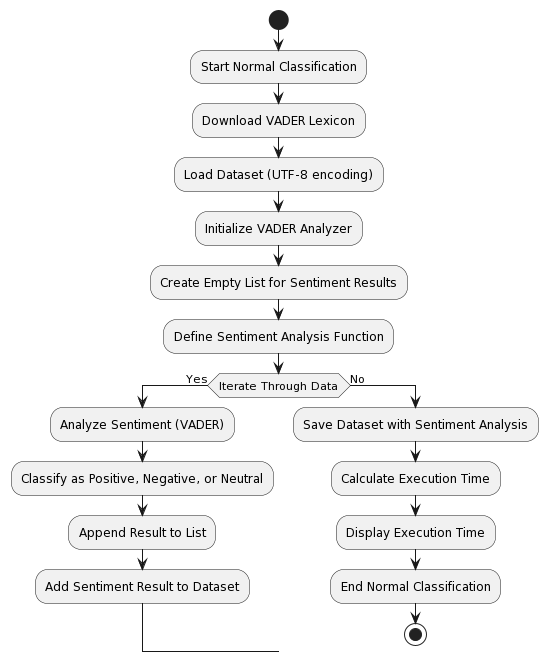 Start Normal Classification
Download VADER Lexicon
Load Dataset (UTF-8 encoding)
Initialize VADER Analyzer
Create Empty List for Sentiment Results
Define Sentiment Analysis Function
Yes
Iterate Through Data
No
Analyze Sentiment (VADER)
Classify as Positive, Negative, or Neutral
Append Result to List
Add Sentiment Result to Dataset
Save Dataset with Sentiment Analysis
Calculate Execution Time
Display Execution Time
End Normal Classification